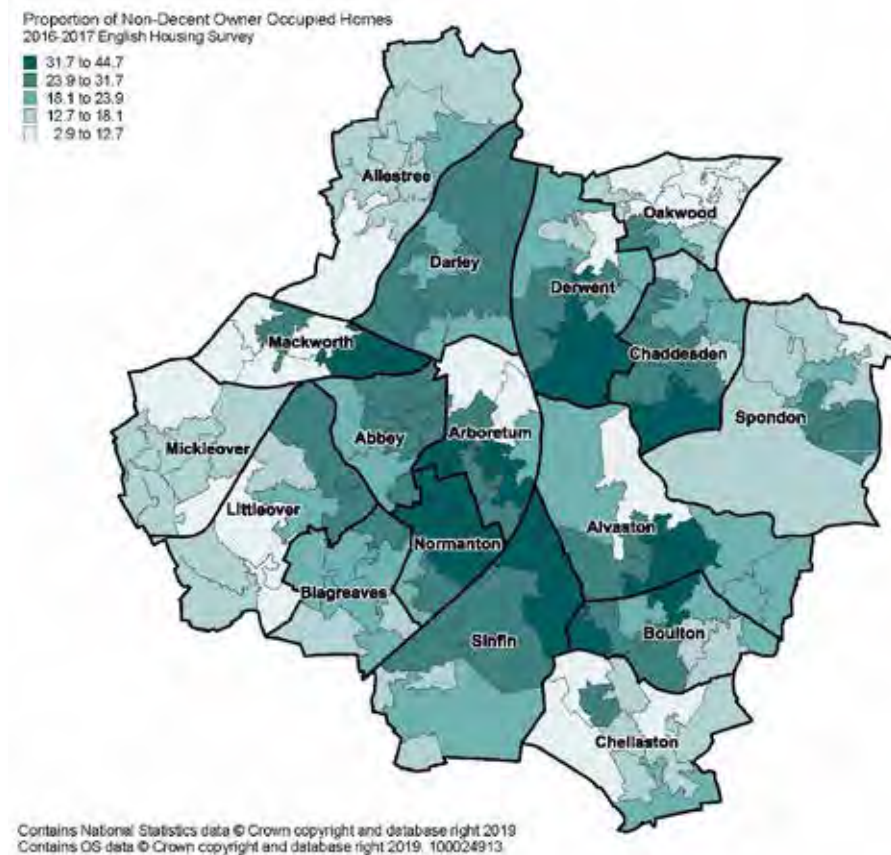 Proportion of Non-Decent Owner Occupied Homes
2016-2017 English Housing Survey
31.7 to 44.7
23.9 to 31.7
18.1 to 23.9
12.7 to 18.1
2.9 to 12.7
Allestree
Oakwood
Darley
Derwent
Mackworth
Chaddesden
Spondon
Abbey
Arboretum
Mickleover
Littleover
Alvaston
Normanton
Blagreaves
Boulton
Sinfin
Chellaston
Contains National Statistics data © Crown copyright and database right 2019
Contains OS data © Crown copyright and database right 2019. 100024913